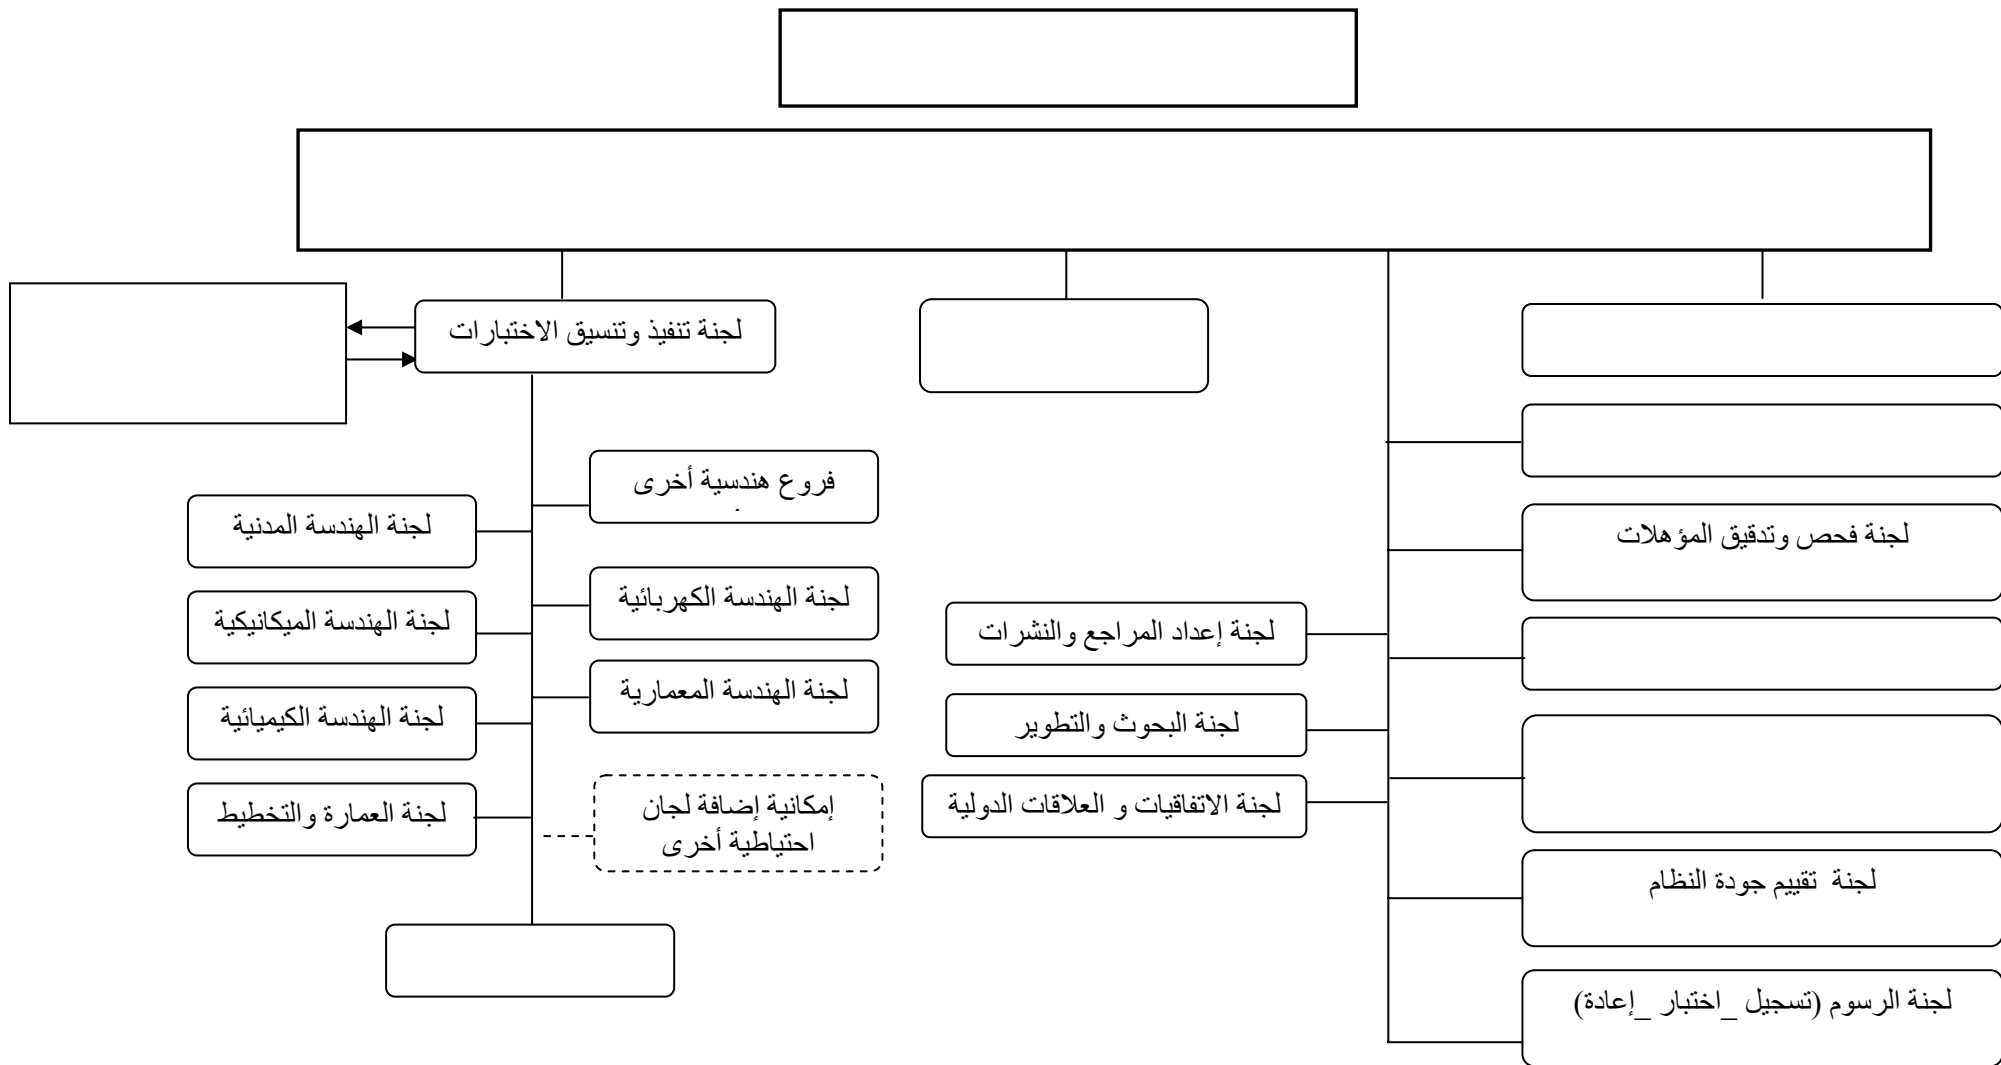 لجنة تنفيذ وتنسيق الاختبارات
فروع هندسية أخرى
لجنة الهندسة المدنية
لجنة فحص وتدقيق المؤهلات
لجنة الهندسة الكهربائية
لجنة الهندسة الميكانيكية
لجنة إعداد المراجع والنشرات
لجنة الهندسة المعمارية
لجنة الهندسة الكيميائية
لجنة البحوث والتطوير
إمكانية إضافة لجان
احتياطية أخرى
لجنة العمارة والتخطيط
لجنة الاتفاقيات و العلاقات الدولية
لجنة تقييم جودة النظام
لجنة الرسوم (تسجيل _اختبار _إعادة)